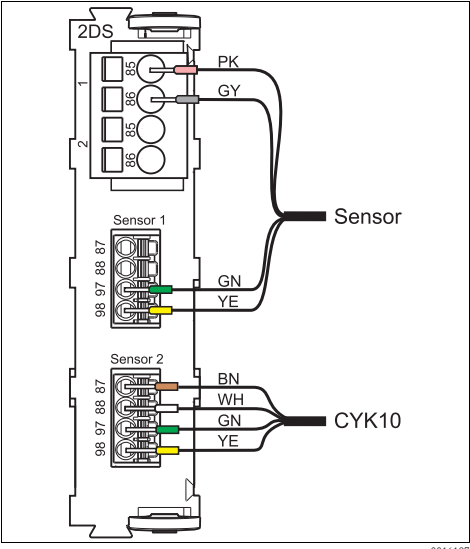 2DS
1
85
PK
86
GY
2
85
86
Sensor
Sensor 1
87
88
97
GN
98
YE
Sensor 2
87
BN
88
WH
97
GN
98
YE
CYK10